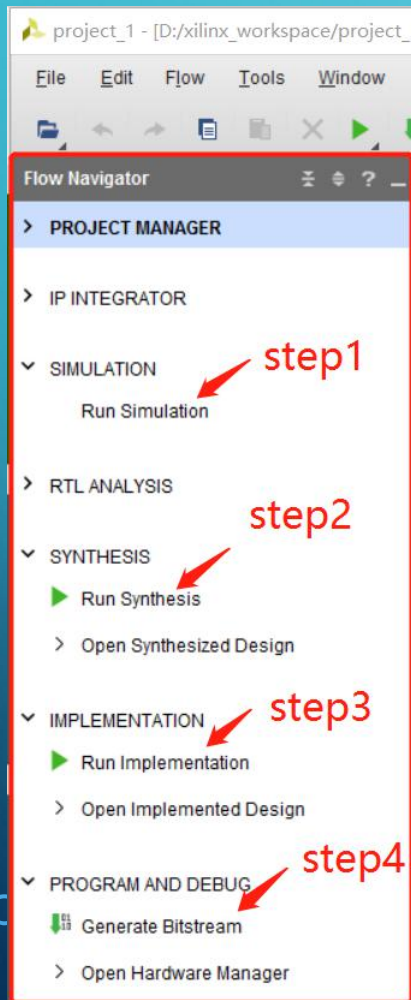 project_1 - [D:/xilinx_workspace/project_
File Edit Flow Tools Window
Flow Navigator ?
PROJECT MANAGER
IP INTEGRATOR
step1
SIMULATION
Run Simulation
RTL ANALYSIS
step2
SYNTHESIS
Run Synthesis
Open Synthesized Design
step3
IMPLEMENTATION
Run Implementation
Open Implemented Design
step4
PROGRAM AND DEBUG
Generate Bitstream
Open Hardware Manager